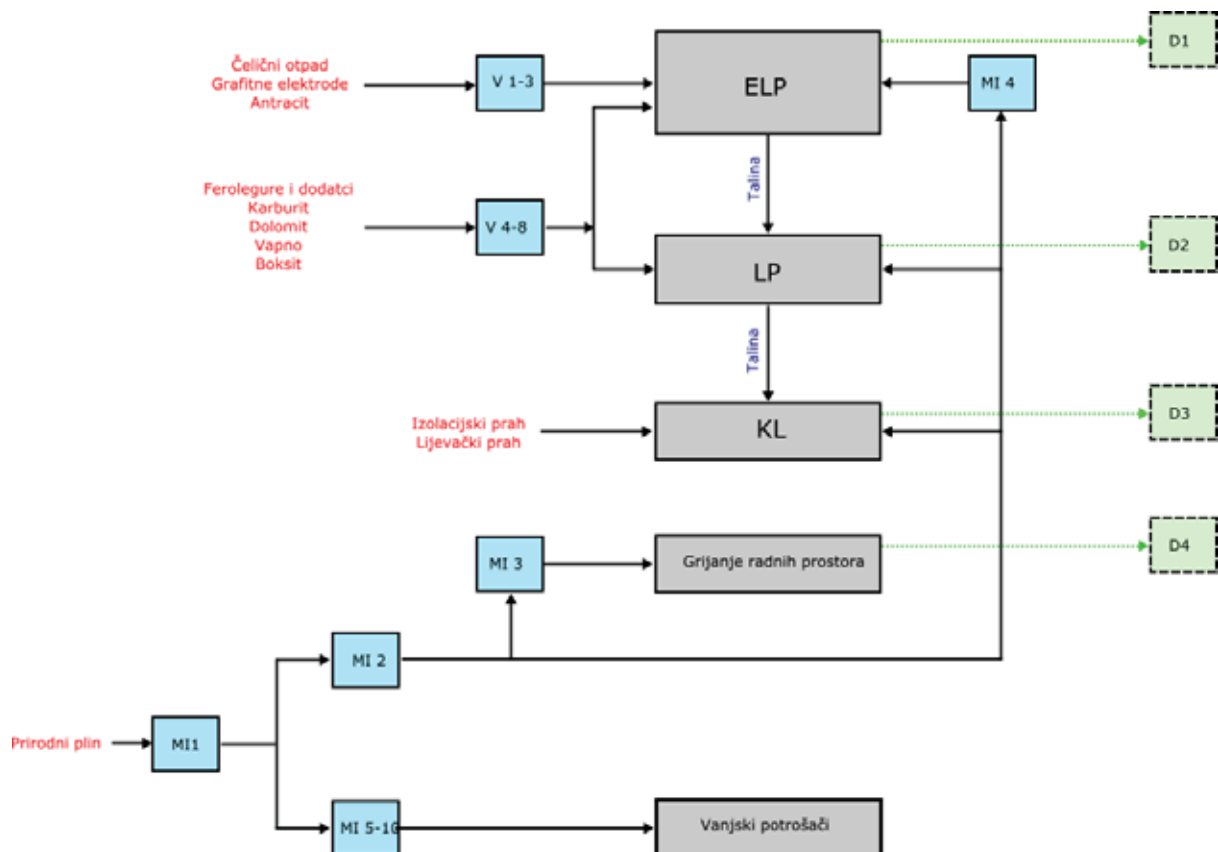 Čelični otpad
Grafitne elektrode
Antracit
V 1-3
ELP
MI 4
D1
Talina
Ferolegure i dodatci
Karburit
Dolomit
Vapno
Boksit
V 4-8
LP
D2
Talina
Izolacijski prah
Lijevački prah
KL
D3
MI 3
Grijanje radnih prostora
D4
MI 2
Prirodni plin
MI1
MI 5-10
Vanjski potrošači